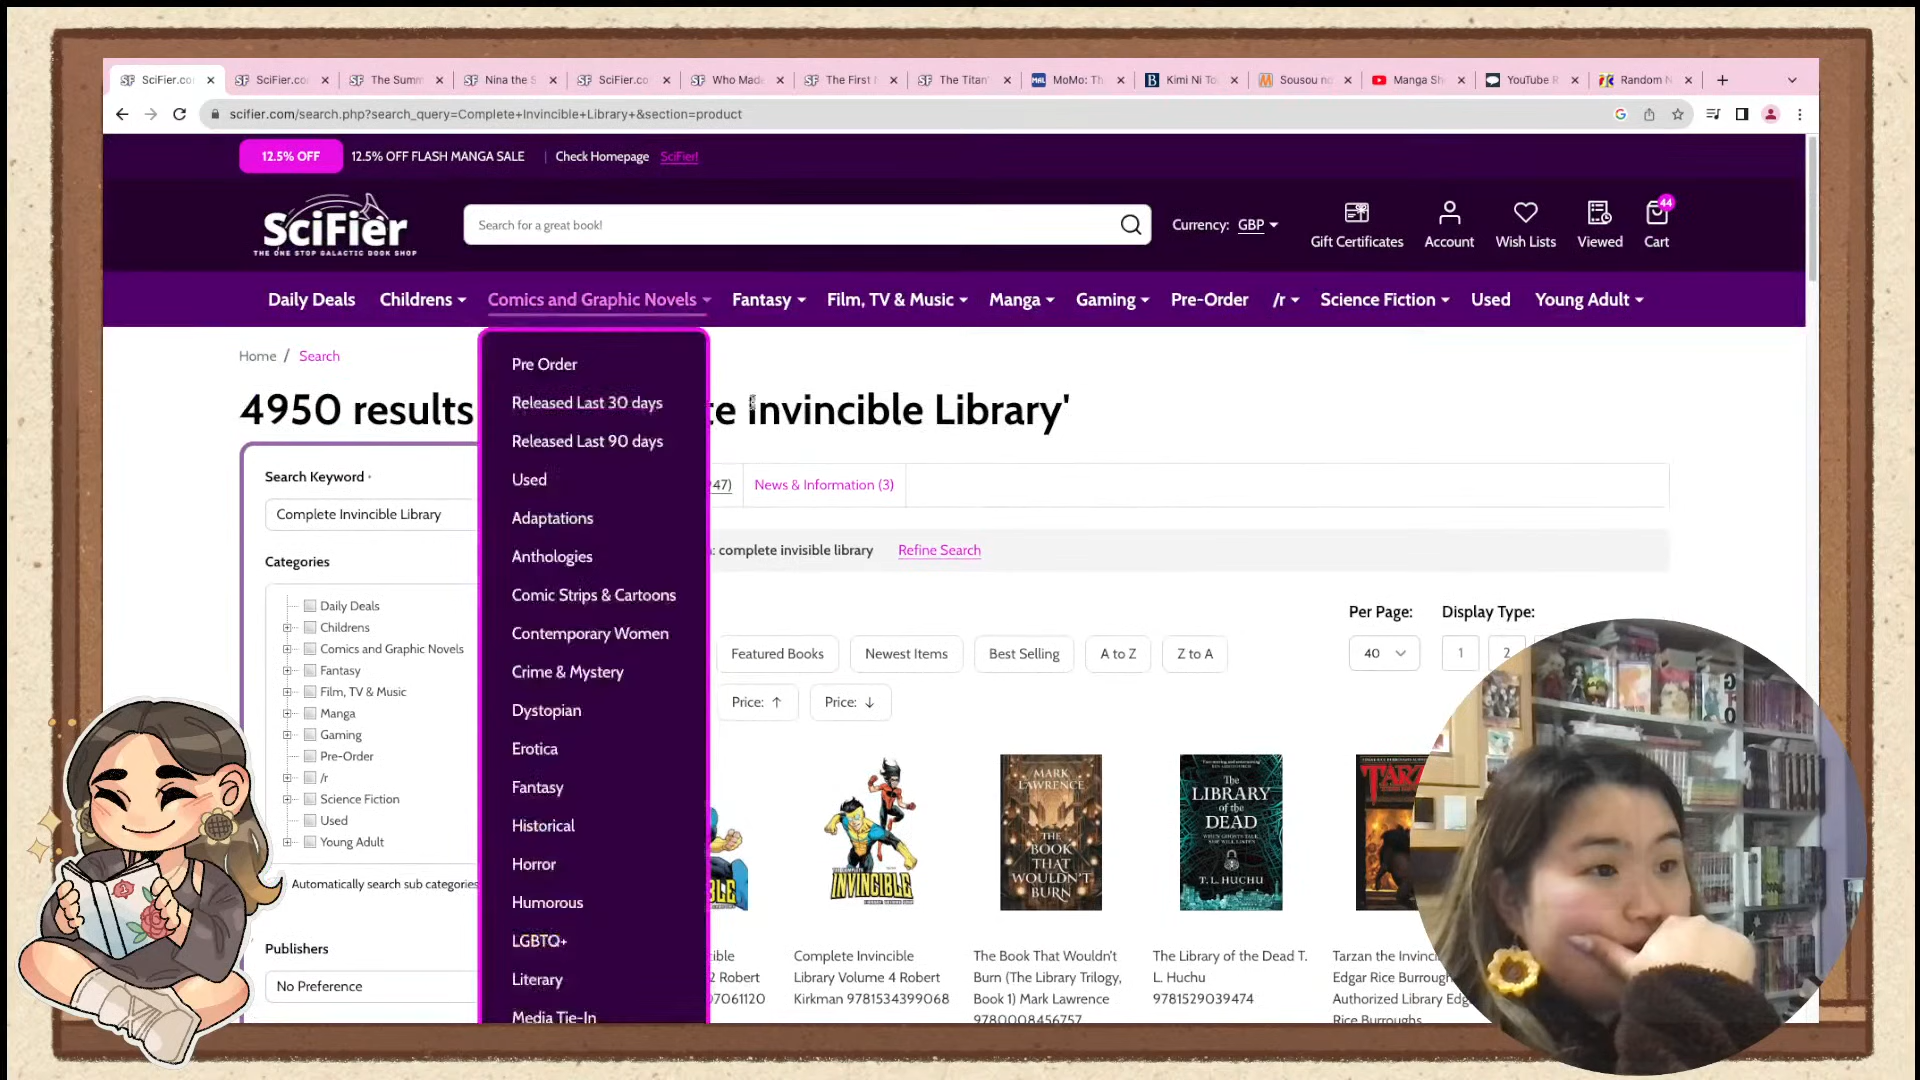 SciFier.co
SciFier.co
The Summ
Nina the S
SciFier.co
Who Made
The First
The Titan
MoMo: Th
Kimi Ni To
Sousou no
Manga Sh
YouTube R
Random N
scifier.com/search.php?search_query=Complete+Invincible+Library+&section=product
12.5% OFF
12.5% OFF FLASH MANGA SALE
Check Homepage SciFier!
SciFier
THE ONE STOP GALACTIC BOOK SHOP
Search for a great book!
Currency: GBP
Gift Certificates
Account
Wish Lists
Viewed
44
Cart
Daily Deals
Childrens
Comics and Graphic Novels
Fantasy
Film, TV & Music
Manga
Gaming
Pre-Order
/r
Science Fiction
Used
Young Adult
Home / Search
4950 results
te Invincible Library'
Pre Order
Released Last 30 days
Released Last 90 days
Used
Adaptations
Anthologies
Comic Strips & Cartoons
Contemporary Women
Crime & Mystery
Dystopian
Erotica
Fantasy
Historical
Horror
Humorous
LGBTQ+
Literary
Media Tie-In
Search Keyword
Complete Invincible Library
Categories
Daily Deals
Childrens
Comics and Graphic Novels
Fantasy
Film, TV & Music
Manga
Gaming
Pre-Order
/r
Science Fiction
Used
Young Adult
Automatically search sub categories
Publishers
No Preference
47)
News & Information (3)
: complete invisible library
Refine Search
Per Page:
Display Type:
Featured Books
Newest Items
Best Selling
A to Z
Z to A
40
1
2
Price: ↑
Price: ↓
INVINCIBLE
MARK
LAWRENCE
THE
BOOK
THAT
WOULDN'T
BURN
The
LIBRARY
of the
DEAD
T. L. HUCHU
TARZ
ible
2 Robert
97061120
Complete Invincible
Library Volume 4 Robert
Kirkman 9781534399068
The Book That Wouldn't
Burn (The Library Trilogy,
Book 1) Mark Lawrence
9780008456757
The Library of the Dead T.
L. Huchu
9781529039474
Tarzan the Invinci
Edgar Rice Burrough
Authorized Library Edg
Rice Burroughs